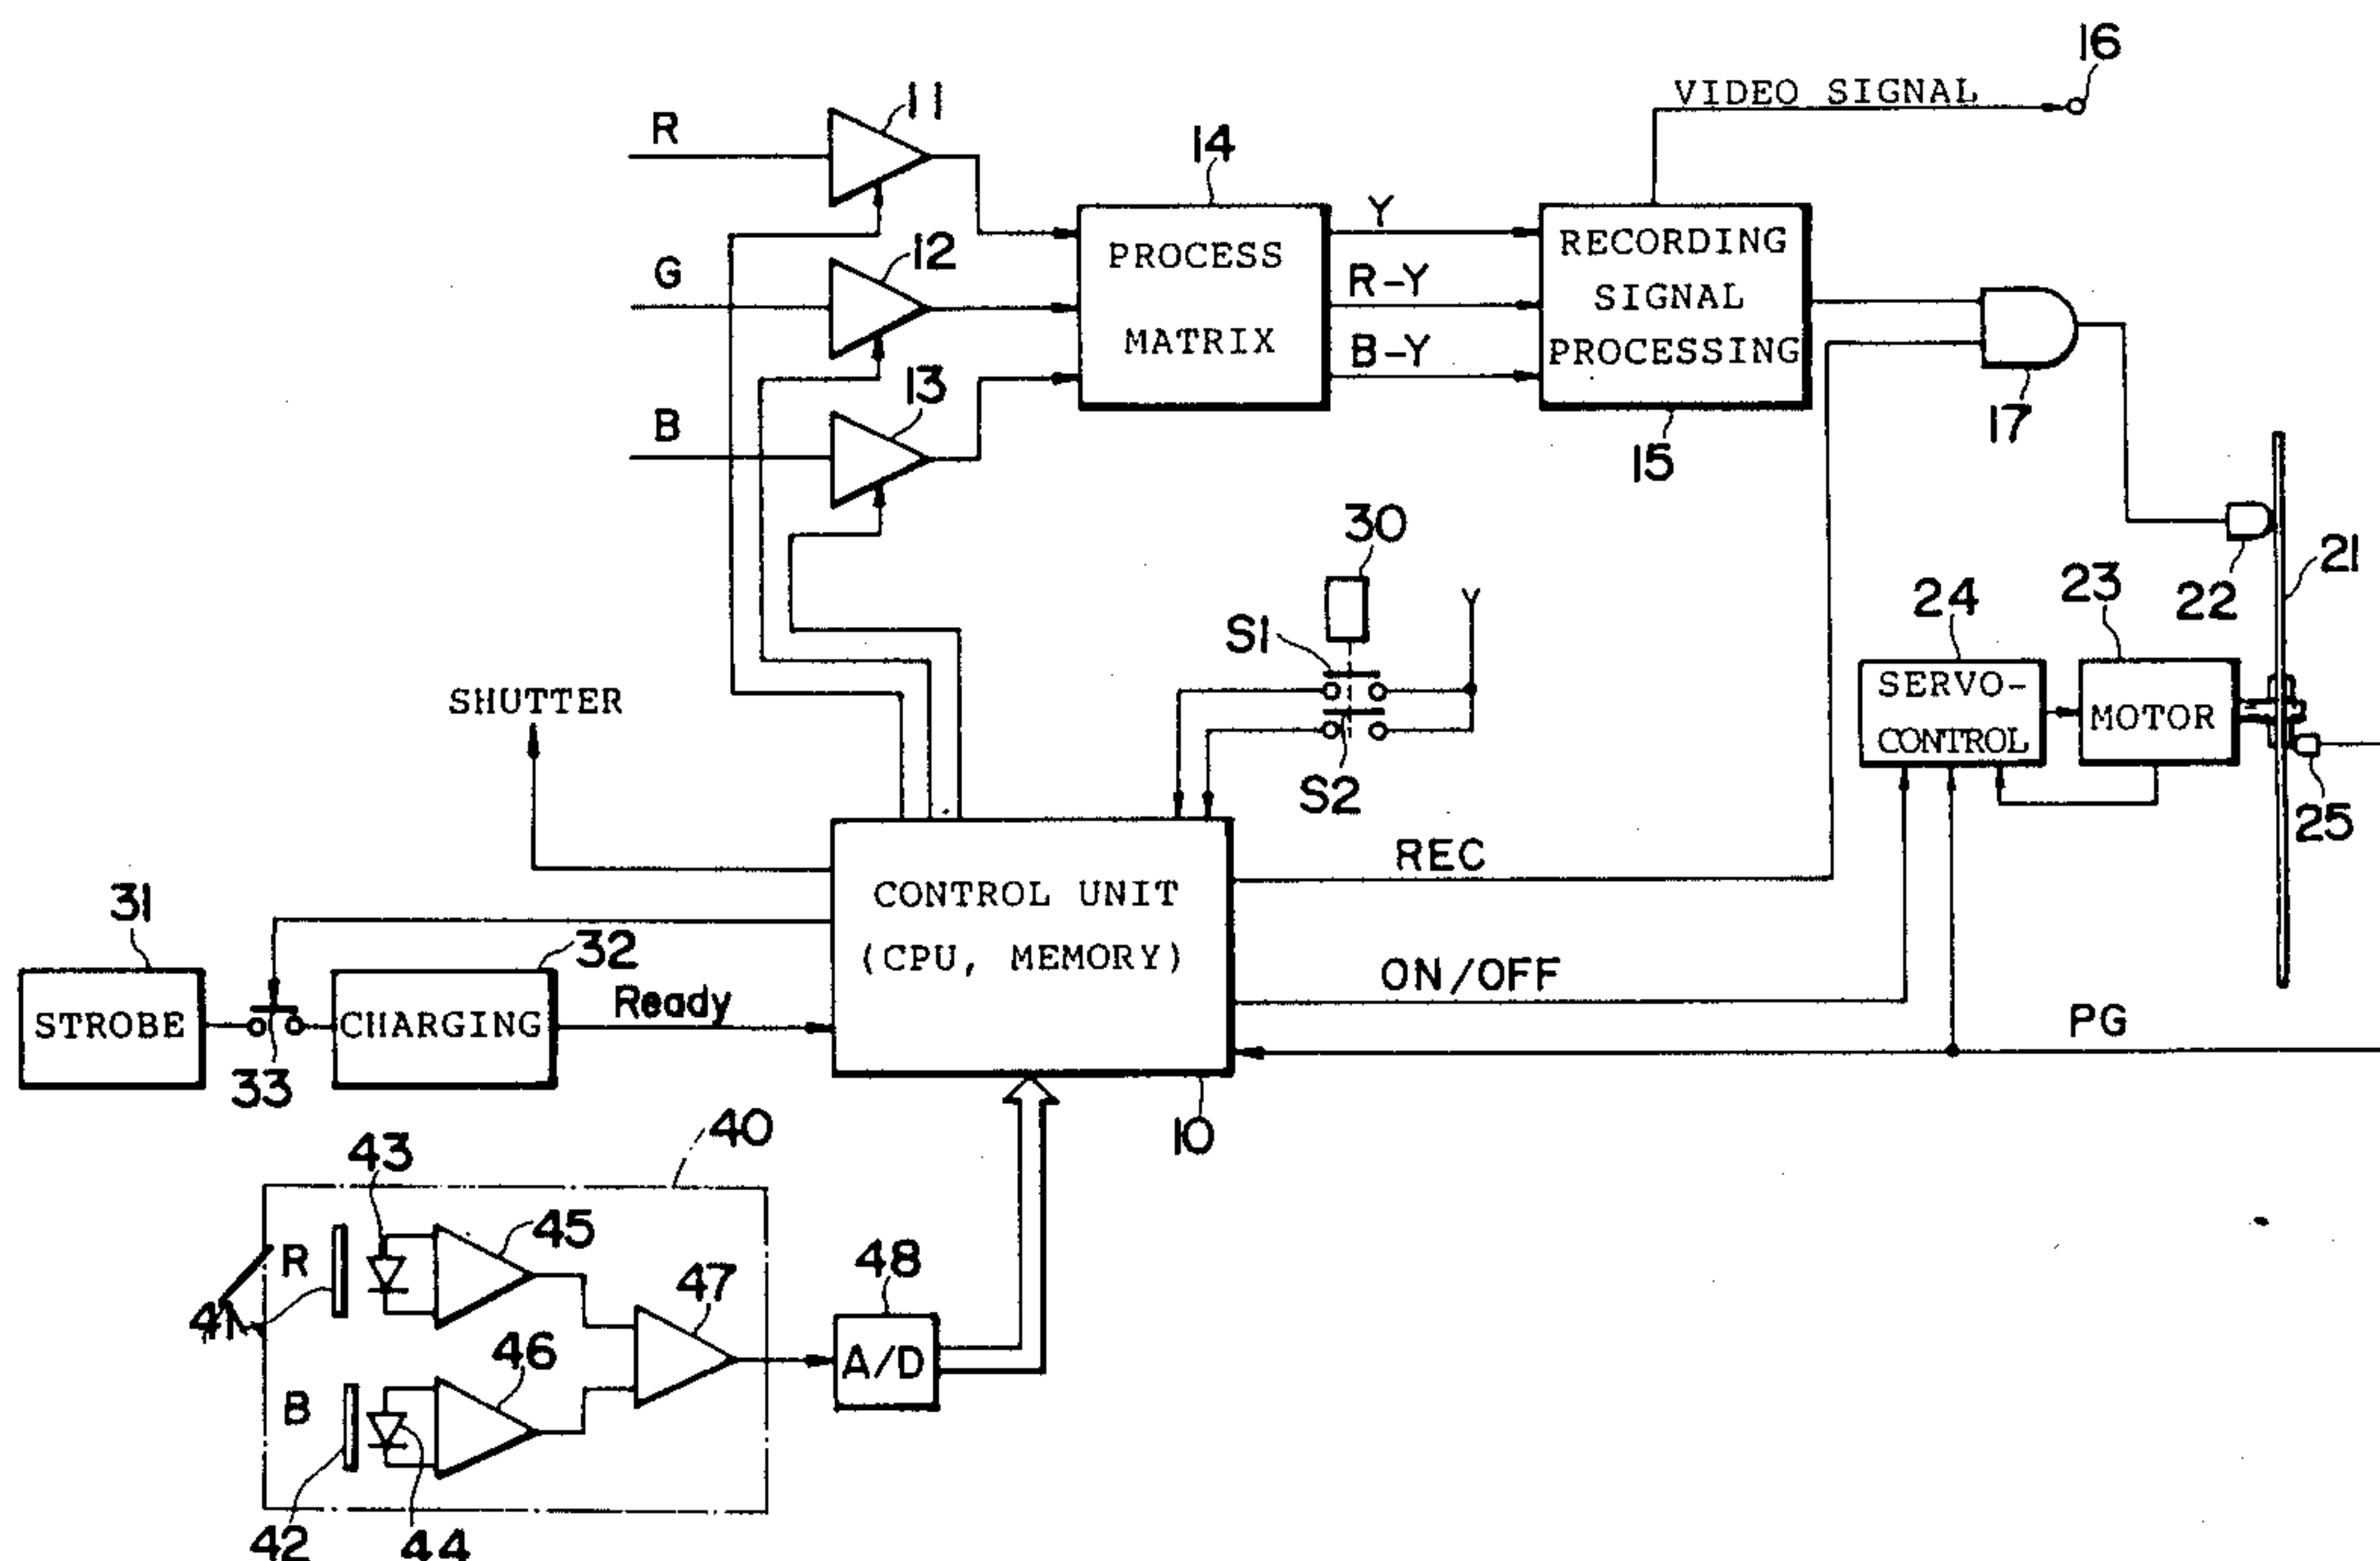 16
VIDEO SIGNAL
11
R
14
12
G
PROCESS
MATRIX
Y
R-Y
B-Y
RECORDING
SIGNAL
PROCESSING
13
B
17
15
30
S1
S2
21
22
23
24
SERVO-
CONTROL
MOTOR
25
SHUTTER
REC
CONTROL UNIT
(CPU, MEMORY)
31
32
ON/OFF
Ready
STROBE
CHARGING
33
PG
10
40
43
45
R
41
47
48
A/D
46
B
42
44